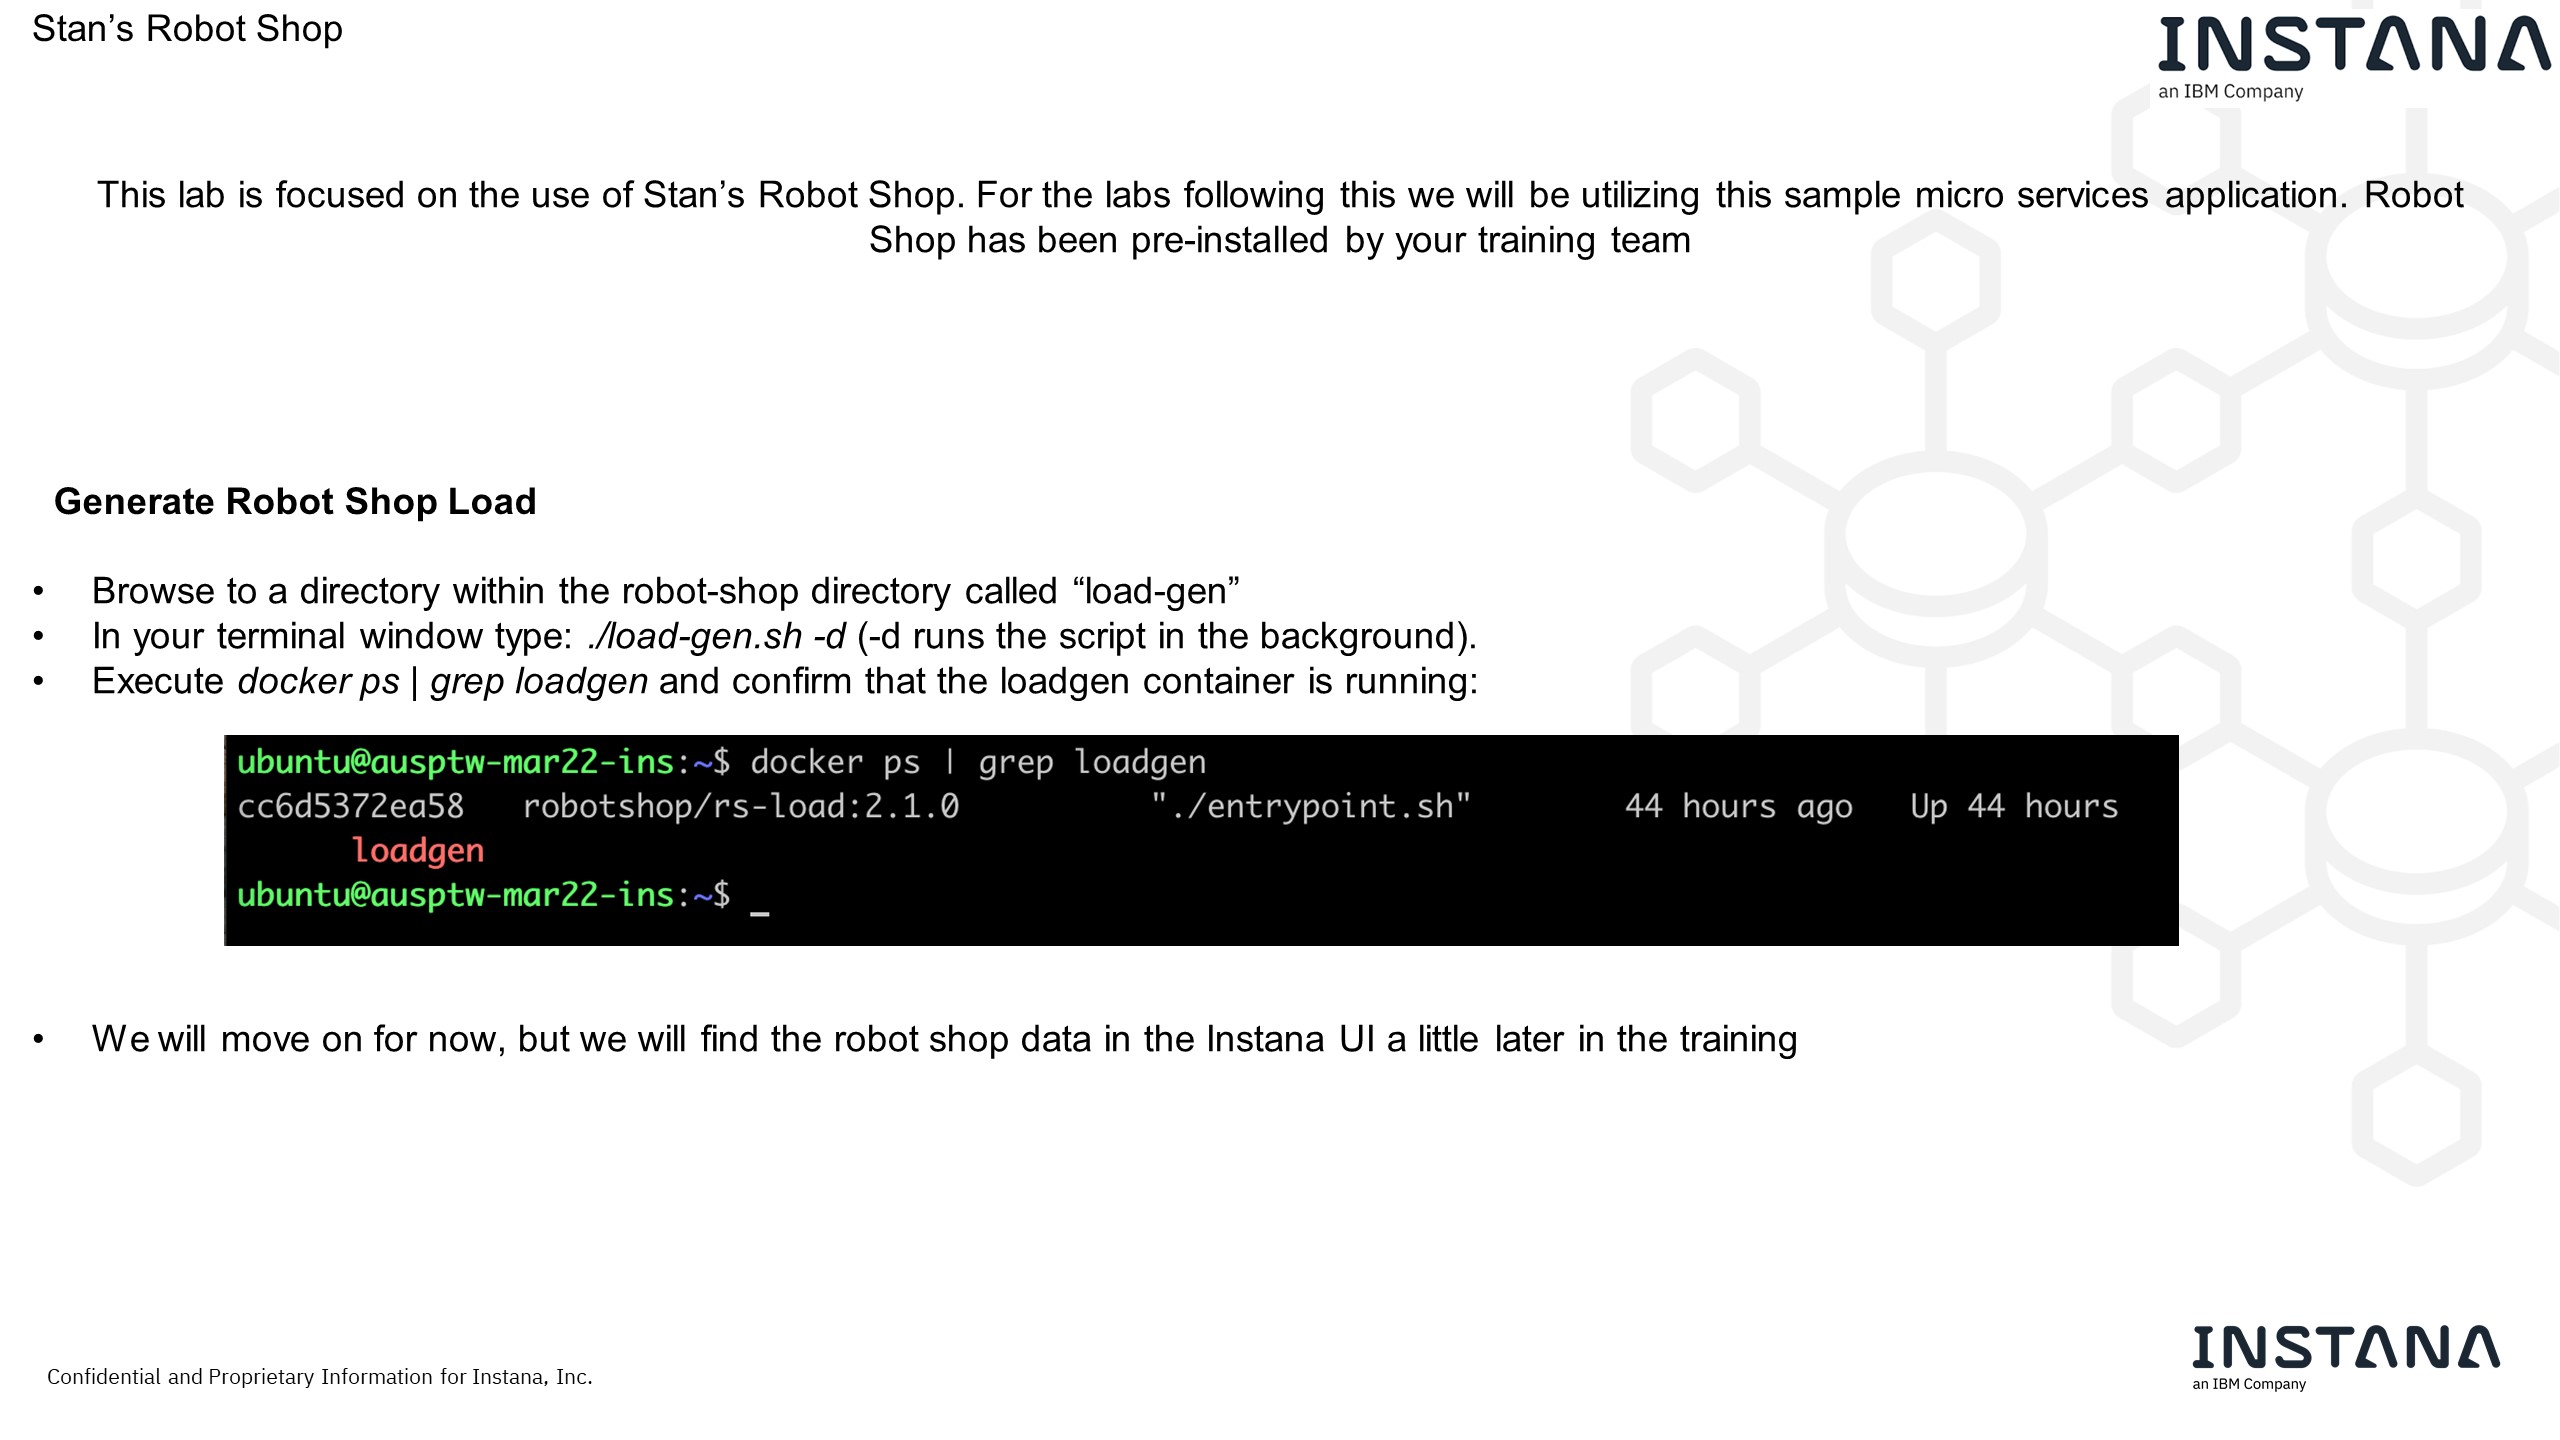 Stan’s Robot Shop
INSTANA
an IBM Company
This lab is focused on the use of Stan’s Robot Shop. For the labs following this we will be utilizing this sample micro services application. Robot
Shop has been pre-installed by your training team
Generate Robot Shop Load
• Browse to a directory within the robot-shop directory called “load-gen”
• In your terminal window type: ./load-gen.sh -d (-d runs the script in the background).
• Execute docker ps | grep loadgen and confirm that the loadgen container is running:
ubuntu@ausptw-mar22-ins:~$ docker ps | grep loadgen
cc6d5372ea58 robotshop/rs-load:2.1.0 "./entrypoint.sh" 44 hours ago Up 44 hours
loadgen
ubuntu@ausptw-mar22-ins:~$ _
• We will move on for now, but we will find the robot shop data in the Instana UI a little later in the training
Confidential and Proprietary Information for Instana, Inc.
INSTANA
an IBM Company